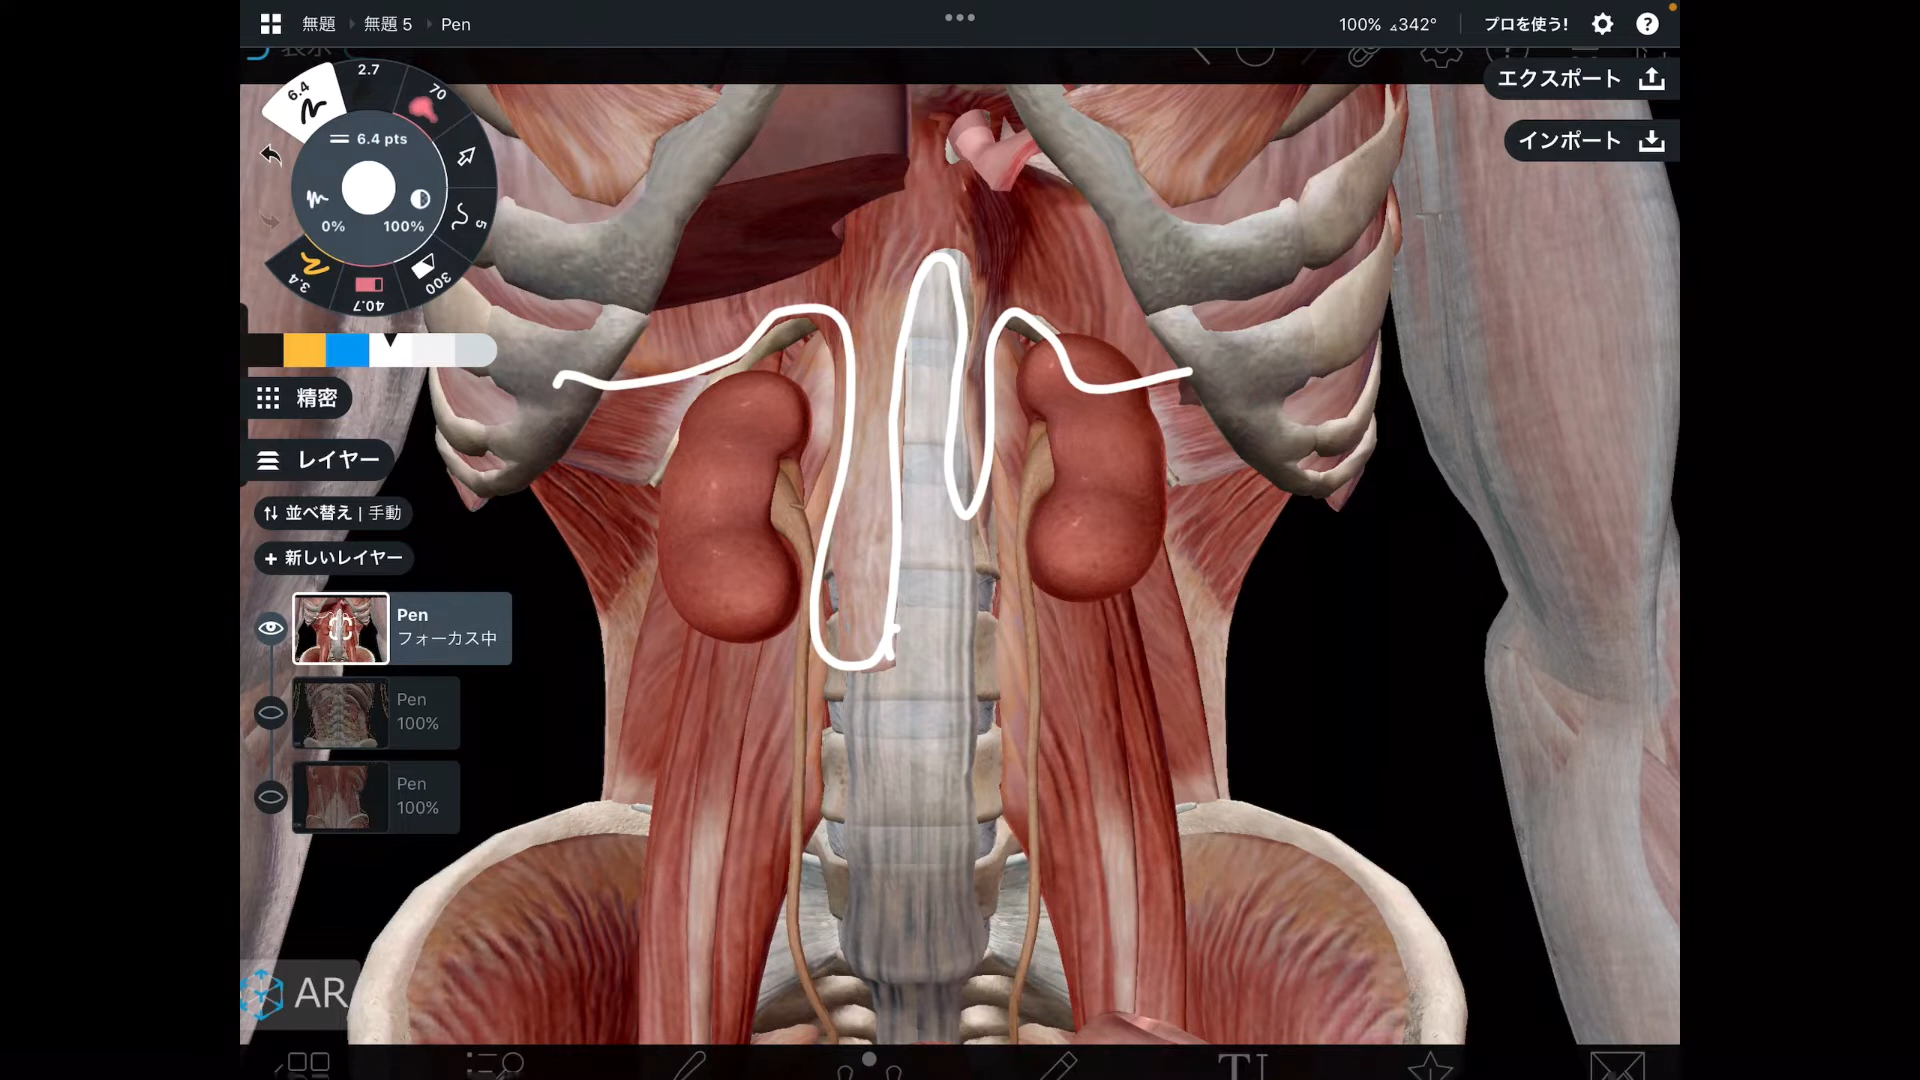 無題 無題 5 Pen
100% ⊿342° プロを使う!
表示
エクスポート
インポート
2.7
6.4
70
6.4 pts
0% 100%
5
300
40.7
3.4
精密
レイヤー
並べ替え | 手動
+ 新しいレイヤー
Pen
フォーカス中
Pen
100%
Pen
100%
AR